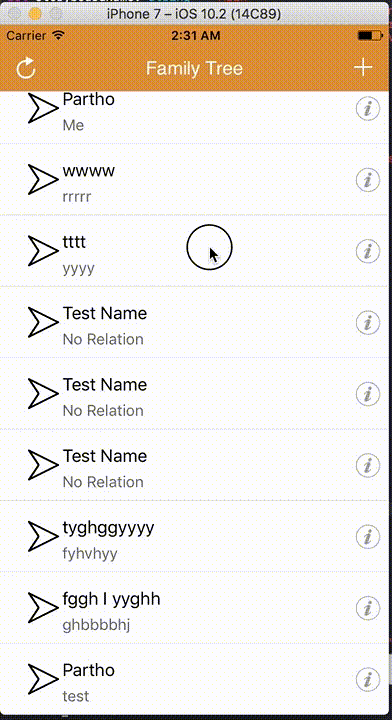 iPhone 7 – iOS 10.2 (14C89)
Carrier 2:31 AM
Family Tree
Partho
Me
wwww
rrrrr
tttt
yyyy
Test Name
No Relation
Test Name
No Relation
Test Name
No Relation
tyghggyyyy
fyhvhyy
fggh l yyghh
ghbbbbhj
Partho
test